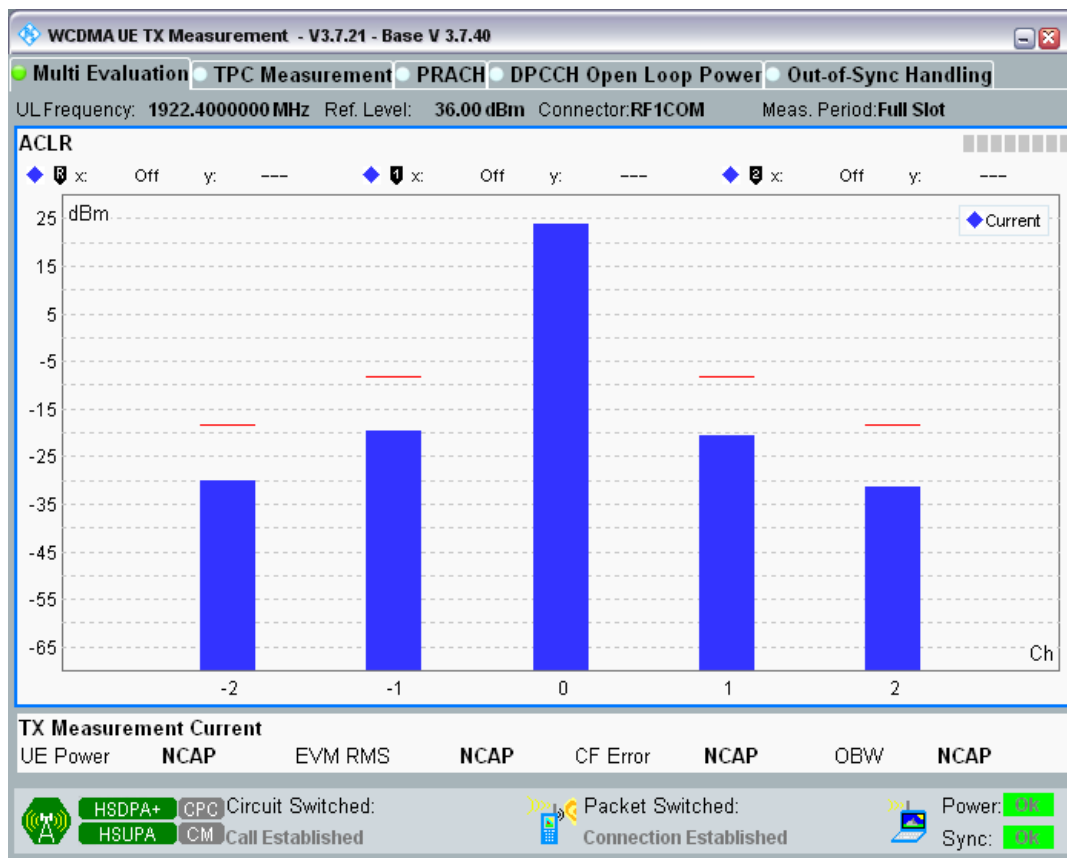 WCDMA UE TX Measurement - V3.7.21 - Base V 3.7.40
Multi Evaluation TPC Measurement PRACH DPCCH Open Loop Power Out-of-Sync Handling
UL Frequency: 1922.4000000 MHz Ref. Level: 36.00 dBm Connector:RF1COM Meas. Period:Full Slot
ACLR
R x: Off y: --- 1 x: Off y: --- 2 x: Off y: ---
25 dBm Current
15
5
-5
-15
-25
-35
-45
-55
-65 Ch
-2 -1 0 1 2
TX Measurement Current
UE Power NCAP EVM RMS NCAP CF Error NCAP OBW NCAP
HSDPA+ CPC Circuit Switched: Packet Switched: Power: OK
HSUPA CM Call Established Connection Established Sync: OK